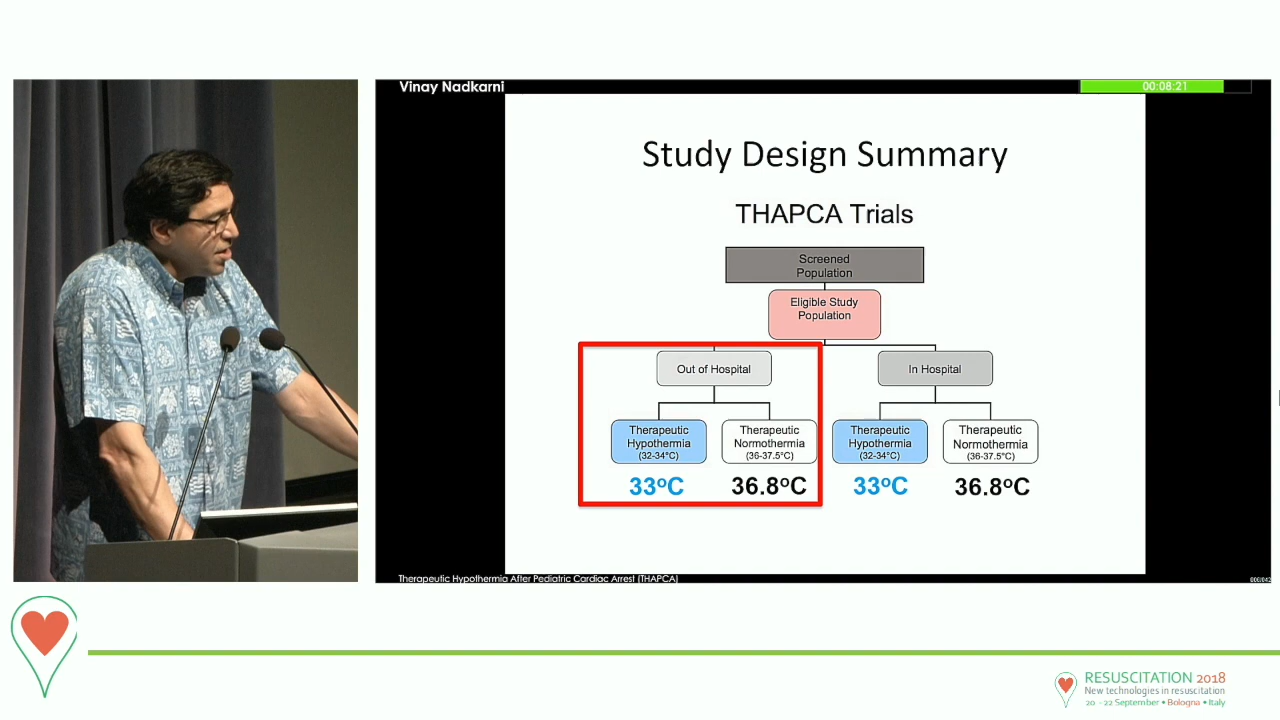 Vinay Nadkarni
00:08:21
Study Design Summary
THAPCA Trials
Screened
Population
Eligible Study
Population
Out of Hospital
In Hospital
Therapeutic
Hypothermia
(32-34°C)
Therapeutic
Normothermia
(36-37.5°C)
Therapeutic
Hypothermia
(32-34°C)
Therapeutic
Normothermia
(36-37.5°C)
33°C
36.8°C
33°C
36.8°C
Therapeutic Hypothermia After Pediatric Cardiac Arrest (THAPCA)
RESUSCITATION 2018
New technologies in resuscitation
20 - 22 September • Bologna • Italy